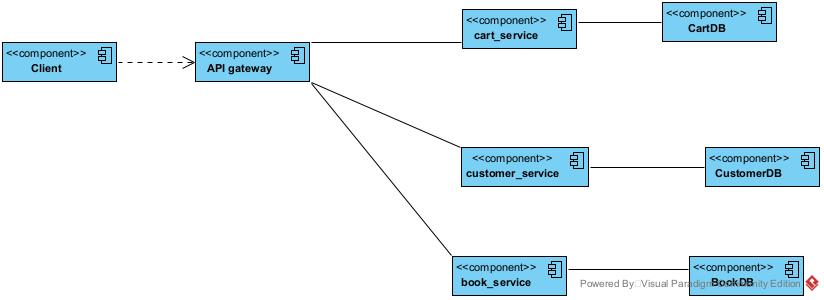 <<component>>
Client
<<component>>
API gateway
<<component>>
cart_service
<<component>>
CartDB
<<component>>
customer_service
<<component>>
CustomerDB
<<component>>
book_service
<<component>>
BookDB
Powered By Visual Paradigm Community Edition